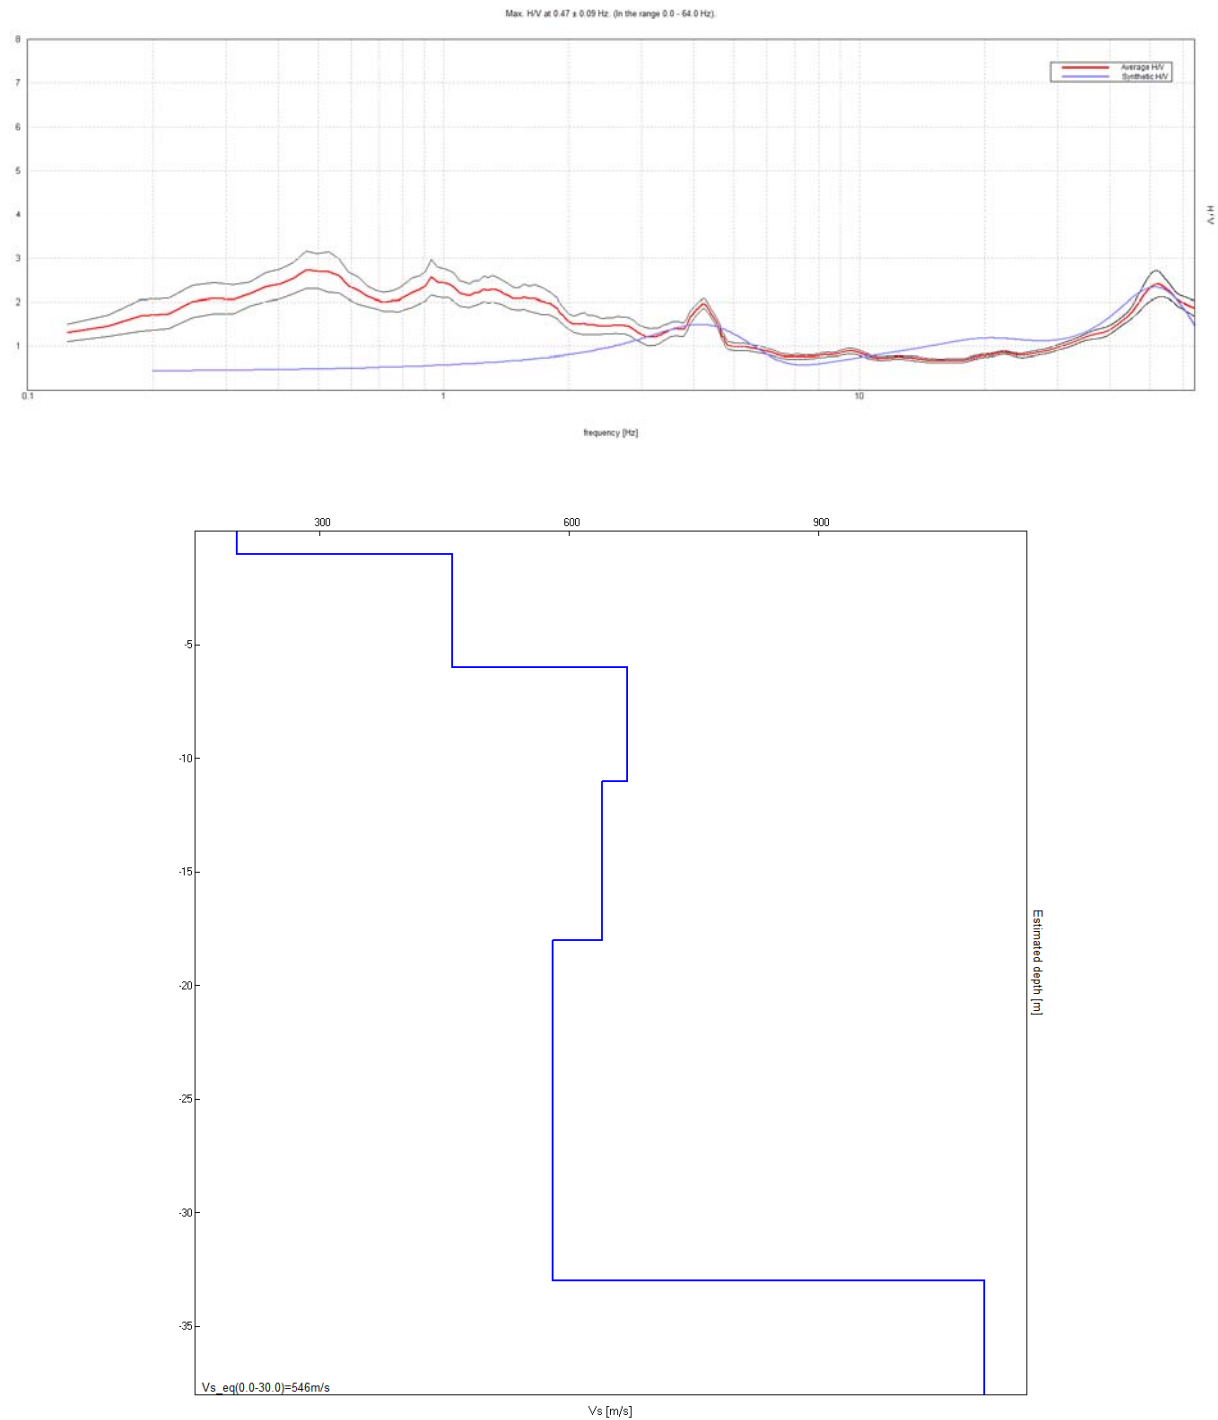 Max. H/V at 0.47 ± 0.09 Hz. (In the range 0.0 - 64.0 Hz).
8
7
6
5
4
3
2
1
Average H/V
Synthetic H/V
H / V
0.1
1
10
frequency [Hz]
300
600
900
-5
-10
-15
-20
-25
-30
-35
Estimated depth [m]
Vs_eq(0.0-30.0)=546m/s
Vs [m/s]